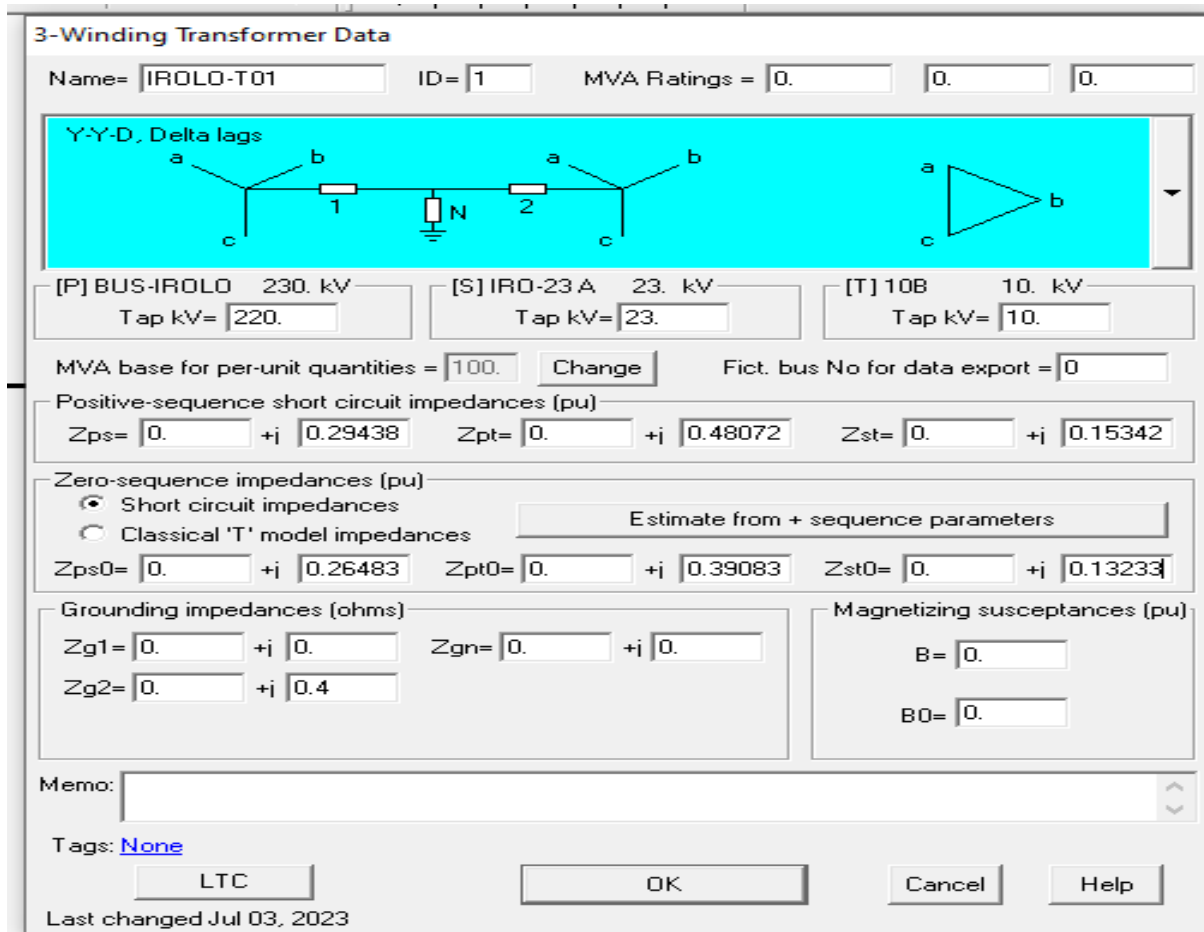 3-Winding Transformer Data
Name= IROLO-T01 ID= 1 MVA Ratings = 0. 0. 0.
Y-Y-D, Delta lags
a b a b a
1 N 2 b
c c c
[P] BUS-IROLO 230. kV [S] IRO-23 A 23. kV [T] 10B 10. kV
Tap kV= 220. Tap kV= 23. Tap kV= 10.
MVA base for per-unit quantities = 100. Change Fict. bus No for data export = 0
Positive-sequence short circuit impedances (pu)
Zps= 0. +j 0.29438 Zpt= 0. +j 0.48072 Zst= 0. +j 0.15342
Zero-sequence impedances (pu)
Short circuit impedances
Classical 'T' model impedances Estimate from + sequence parameters
Zps0= 0. +j 0.26483 Zpt0= 0. +j 0.39083 Zst0= 0. +j 0.13233
Grounding impedances (ohms) Magnetizing susceptances (pu)
Zg1= 0. +j 0. Zgn= 0. +j 0. B= 0.
Zg2= 0. +j 0.4 B0= 0.
Memo:
Tags: None
LTC OK Cancel Help
Last changed Jul 03, 2023